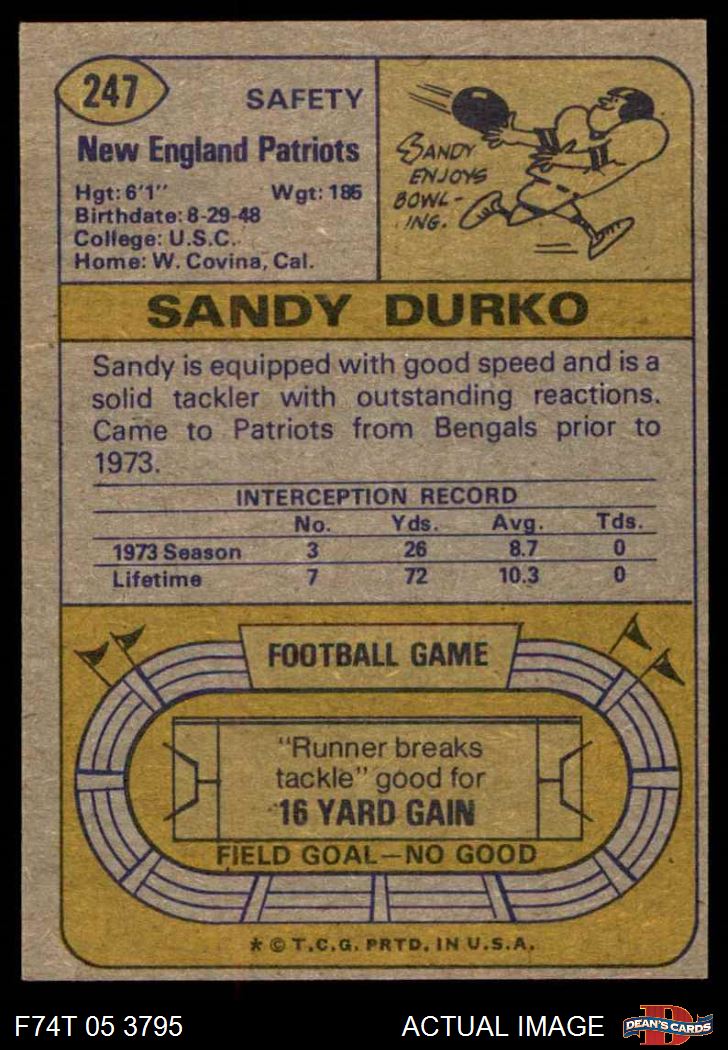 247
SAFETY
New England Patriots
Hgt: 6'1" Wgt: 185
Birthdate: 8-29-48
College: U.S.C.
Home: W. Covina, Cal.
SANDY
ENJOYS
BOWL-
ING.
SANDY DURKO
Sandy is equipped with good speed and is a
solid tackler with outstanding reactions.
Came to Patriots from Bengals prior to
1973.
INTERCEPTION RECORD
No. Yds. Avg. Tds.
1973 Season 3 26 8.7 0
Lifetime 7 72 10.3 0
FOOTBALL GAME
"Runner breaks
tackle" good for
16 YARD GAIN
FIELD GOAL—NO GOOD
* © T.C.G. PRTD. IN U.S.A.
F74T 05 3795 ACTUAL IMAGE
D
DEAN'S CARDS